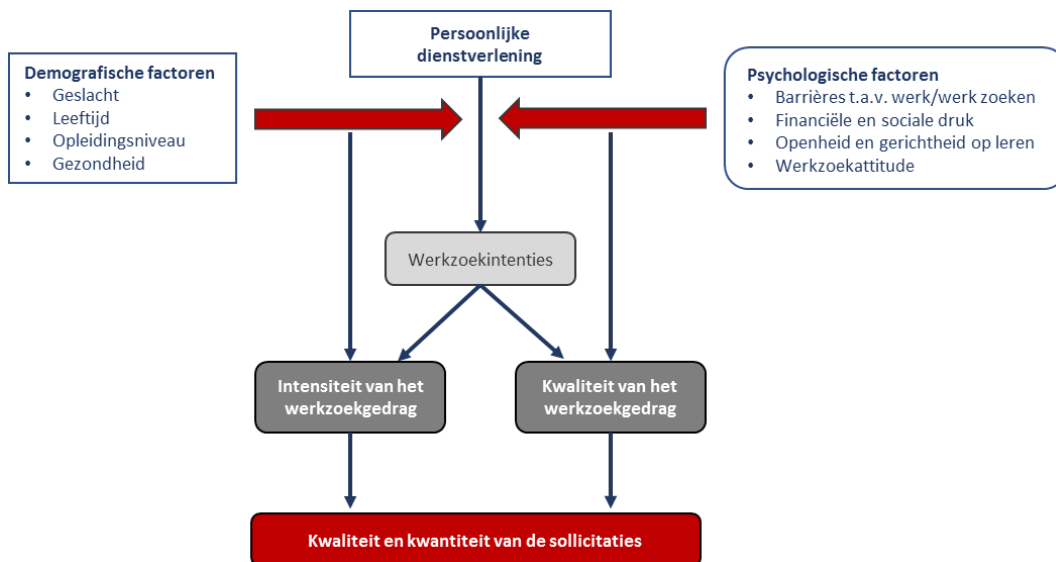 Persoonlijke
dienstverlening
Demografische factoren
• Geslacht
• Leeftijd
• Opleidingsniveau
• Gezondheid
Psychologische factoren
• Barrières t.a.v. werk/werk zoeken
• Financiële en sociale druk
• Openheid en gerichtheid op leren
• Werkzoekattitude
Werkzoekintenties
Intensiteit van het
werkzoekgedrag
Kwaliteit van het
werkzoekgedrag
Kwaliteit en kwantiteit van de sollicitaties